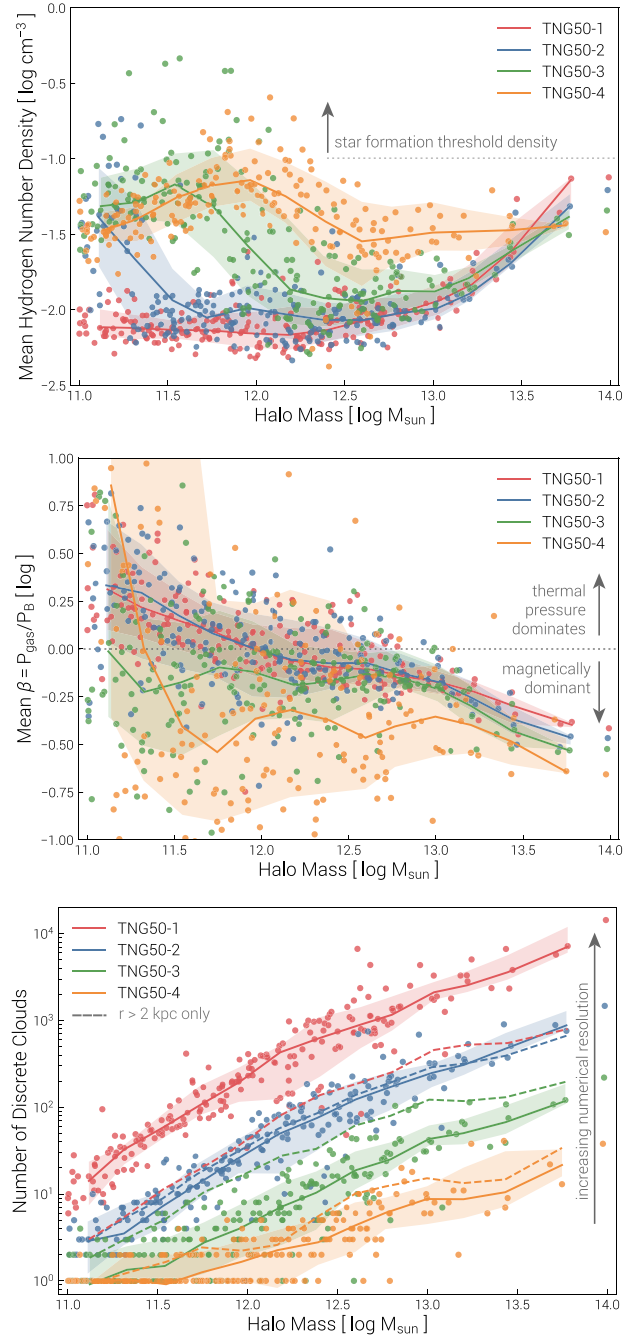 0.0
−0.5
−1.0
−1.5
−2.0
−2.5
Mean Hydrogen Number Density [ log cm⁻³ ]
TNG50-1
TNG50-2
TNG50-3
TNG50-4
star formation threshold density
11.0 11.5 12.0 12.5 13.0 13.5 14.0
Halo Mass [ log M_sun ]
1.00
0.75
0.50
0.25
0.00
−0.25
−0.50
−0.75
−1.00
Mean β = P_gas/P_B [ log ]
TNG50-1
TNG50-2
TNG50-3
TNG50-4
thermal
pressure
dominates
magnetically
dominant
11.0 11.5 12.0 12.5 13.0 13.5 14.0
Halo Mass [ log M_sun ]
10⁴
10³
10²
10¹
10⁰
Number of Discrete Clouds
TNG50-1
TNG50-2
TNG50-3
TNG50-4
r > 2 kpc only
increasing numerical resolution
11.0 11.5 12.0 12.5 13.0 13.5 14.0
Halo Mass [ log M_sun ]